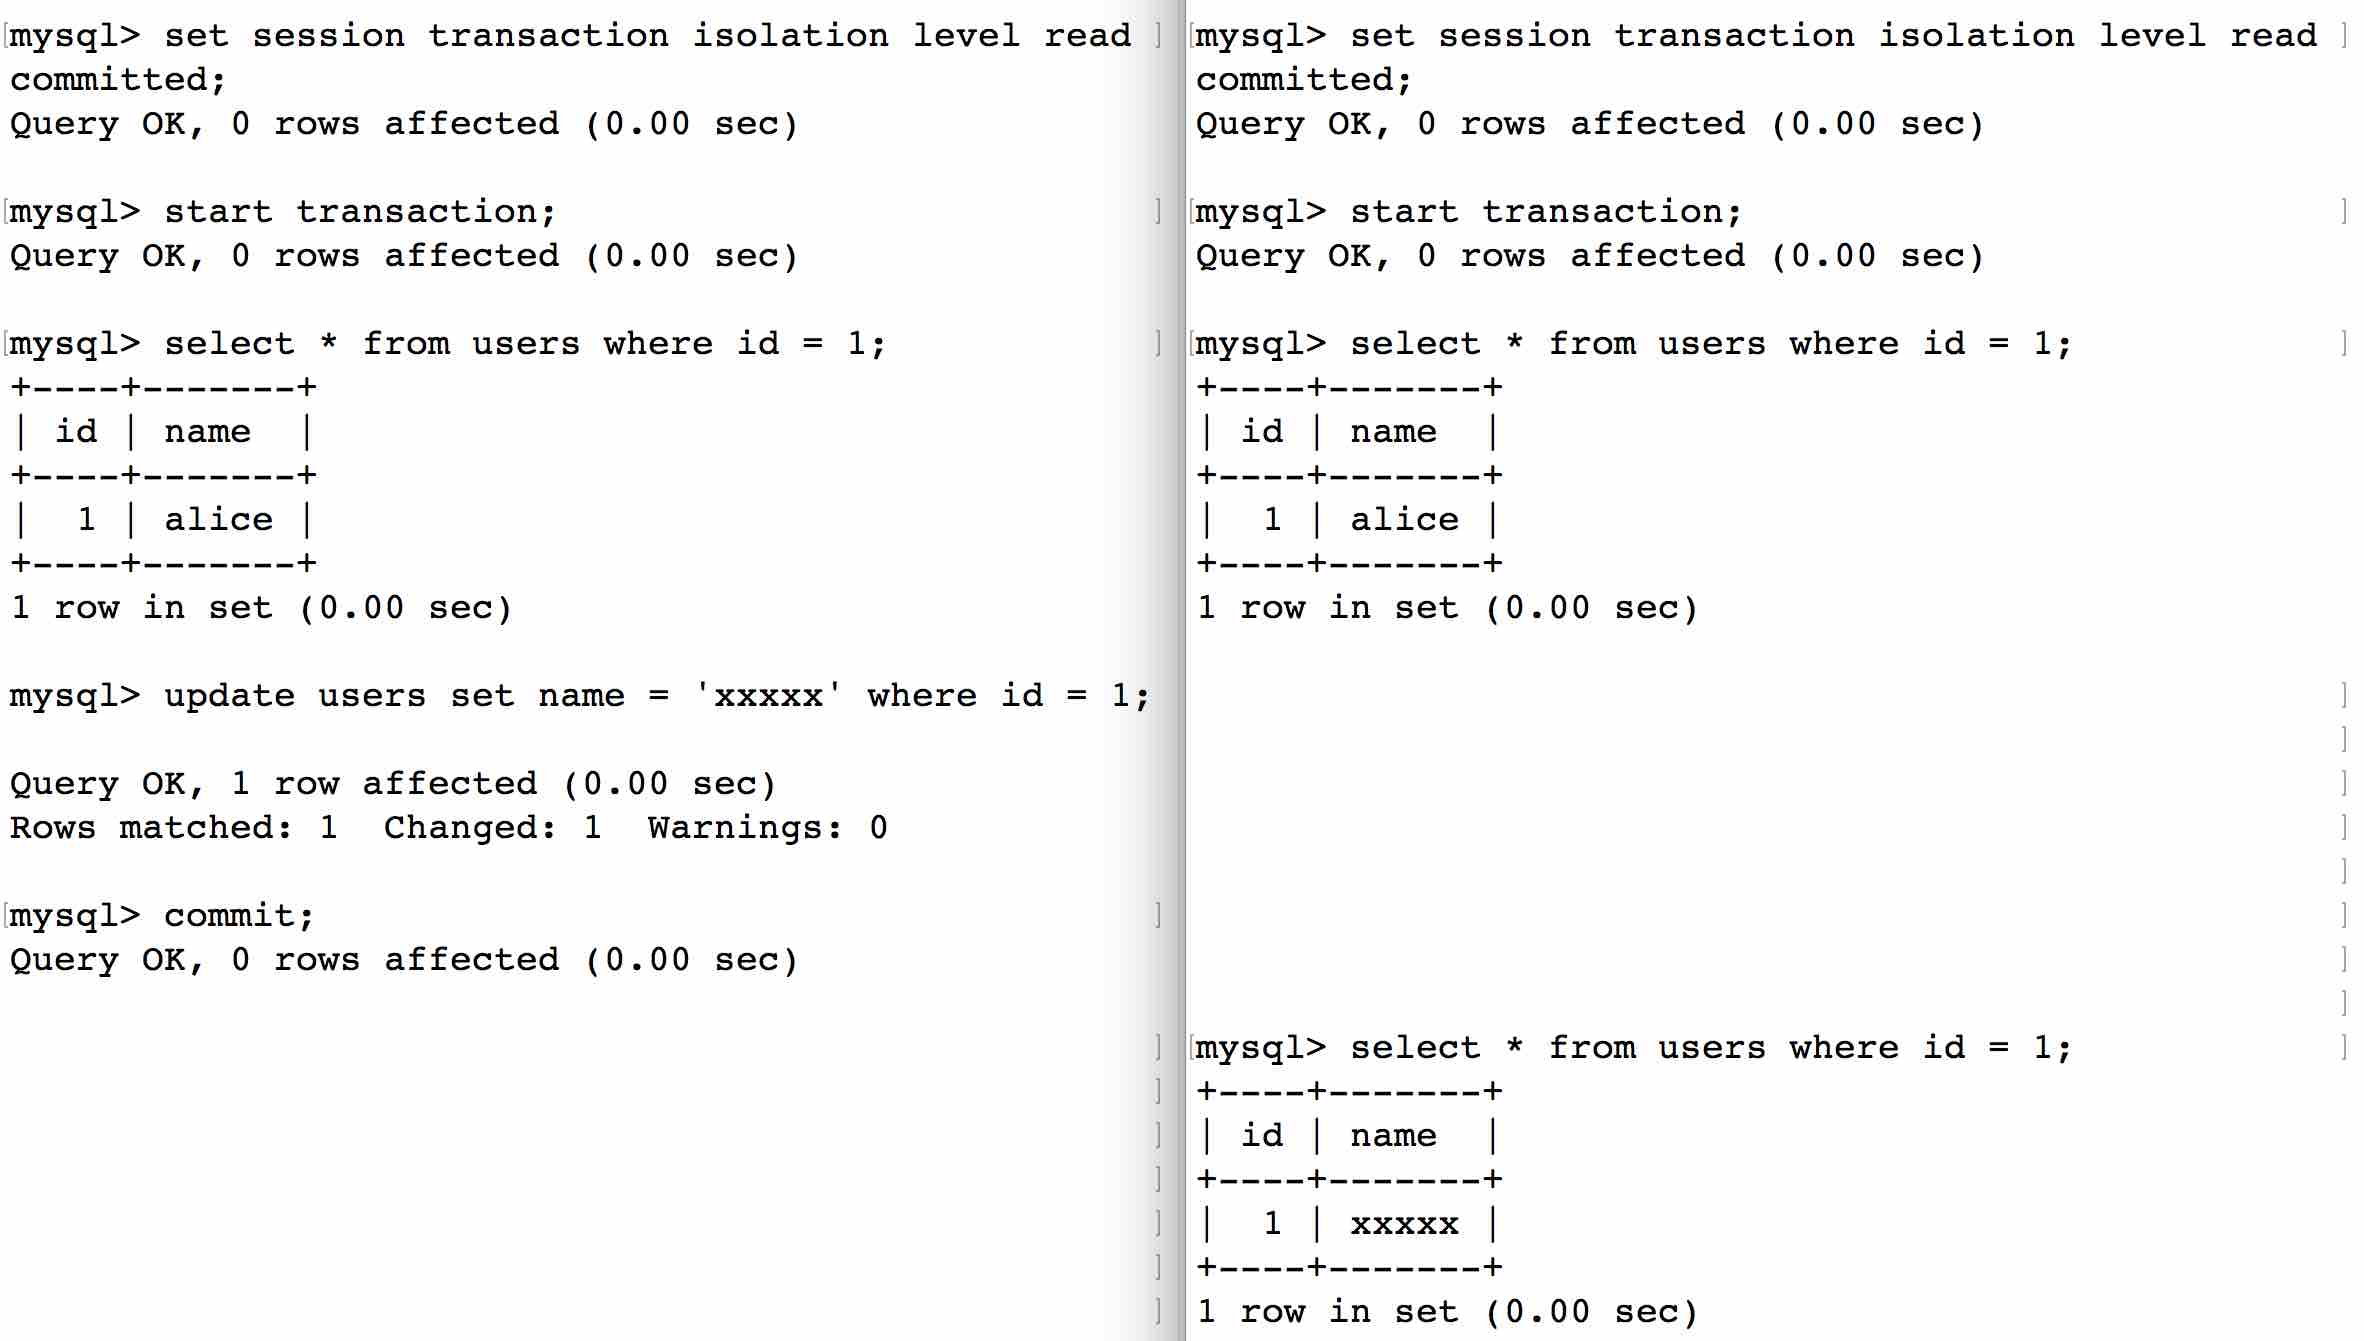 mysql> set session transaction isolation level read
committed;
Query OK, 0 rows affected (0.00 sec)
mysql> start transaction;
Query OK, 0 rows affected (0.00 sec)
mysql> select * from users where id = 1;
+----+-------+
| id | name  |
+----+-------+
|  1 | alice |
+----+-------+
1 row in set (0.00 sec)
mysql> update users set name = 'xxxxx' where id = 1;
Query OK, 1 row affected (0.00 sec)
Rows matched: 1  Changed: 1  Warnings: 0
mysql> commit;
Query OK, 0 rows affected (0.00 sec)
mysql> set session transaction isolation level read
committed;
Query OK, 0 rows affected (0.00 sec)
mysql> start transaction;
Query OK, 0 rows affected (0.00 sec)
mysql> select * from users where id = 1;
+----+-------+
| id | name  |
+----+-------+
|  1 | alice |
+----+-------+
1 row in set (0.00 sec)
mysql> select * from users where id = 1;
+----+-------+
| id | name  |
+----+-------+
|  1 | xxxxx |
+----+-------+
1 row in set (0.00 sec)